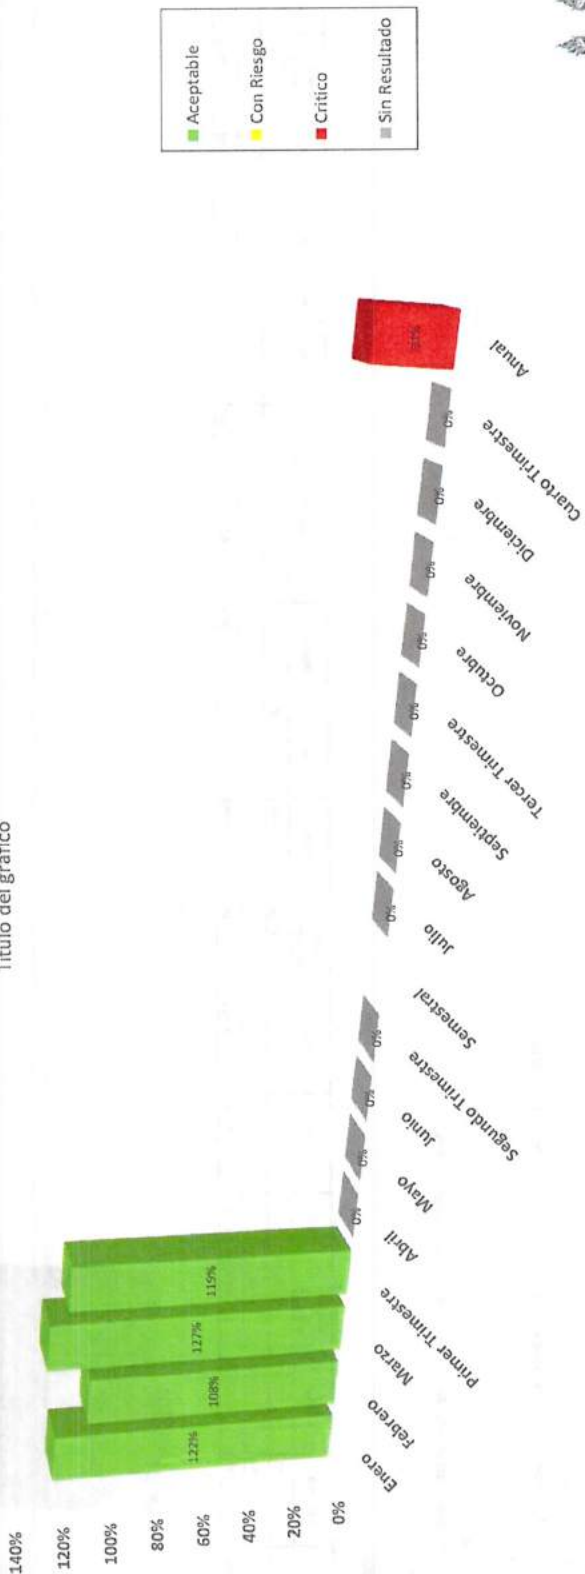 Título del gráfico
140%
120%
100%
80%
60%
40%
20%
0%
122%
108%
127%
119%
0%
0%
0%
0%
0%
0%
0%
0%
0%
0%
0%
0%
Enero
Febrero
Marzo
Primer Trimestre
Abril
Mayo
Junio
Segundo Trimestre
Semestral
Julio
Agosto
Septiembre
Tercer Trimestre
Octubre
Noviembre
Diciembre
Cuarto Trimestre
Anual
Aceptable
Con Riesgo
Critico
Sin Resultado